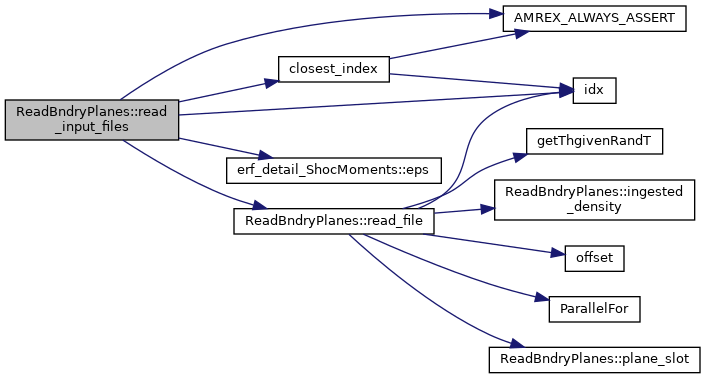 AMREX_ALWAYS_ASSERT
closest_index
idx
ReadBndryPlanes::read
_input_files
getThgivenRandT
erf_detail_ShocMoments::eps
ReadBndryPlanes::ingested
_density
ReadBndryPlanes::read_file
offset
ParallelFor
ReadBndryPlanes::plane_slot